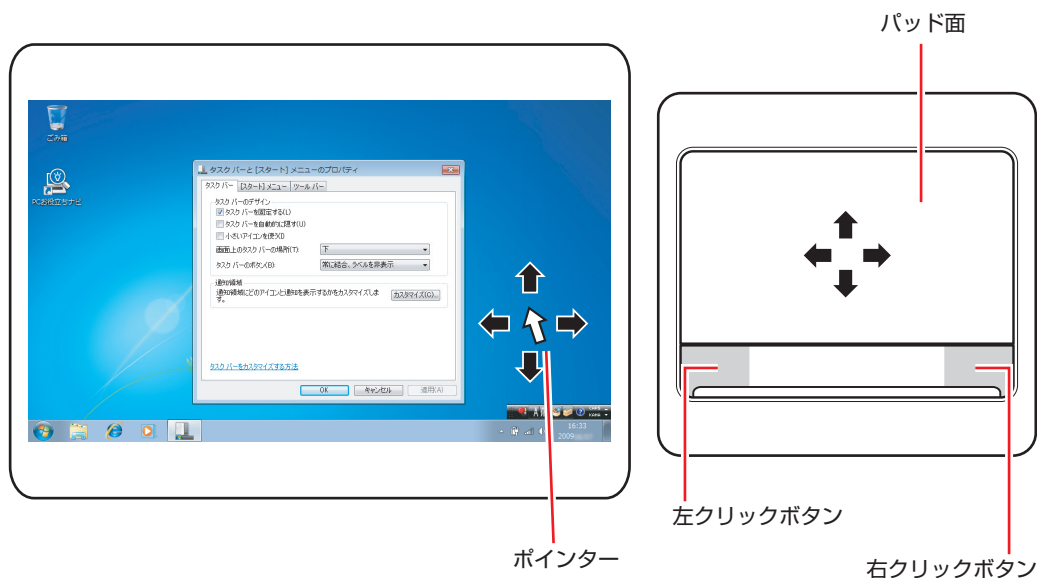 パッド面
ごみ箱
PCお役立ちナビ
タスク バーと [スタート] メニューのプロパティ
タスク バー
[スタート] メニュー
ツール バー
タスク バーのデザイン
タスク バーを固定する(L)
タスク バーを自動的に隠す(U)
小さいアイコンを使う(I)
画面上のタスク バーの場所(T):
下
タスク バーのボタン(B):
常に結合、ラベルを非表示
通知領域
通知領域にどのアイコンと通知を表示するかをカスタマイズしま
す。
カスタマイズ(C)...
タスク バーをカスタマイズする方法
OK
キャンセル
適用(A)
CAPS
KANA
16:33
2009
左クリックボタン
ポインター
右クリックボタン